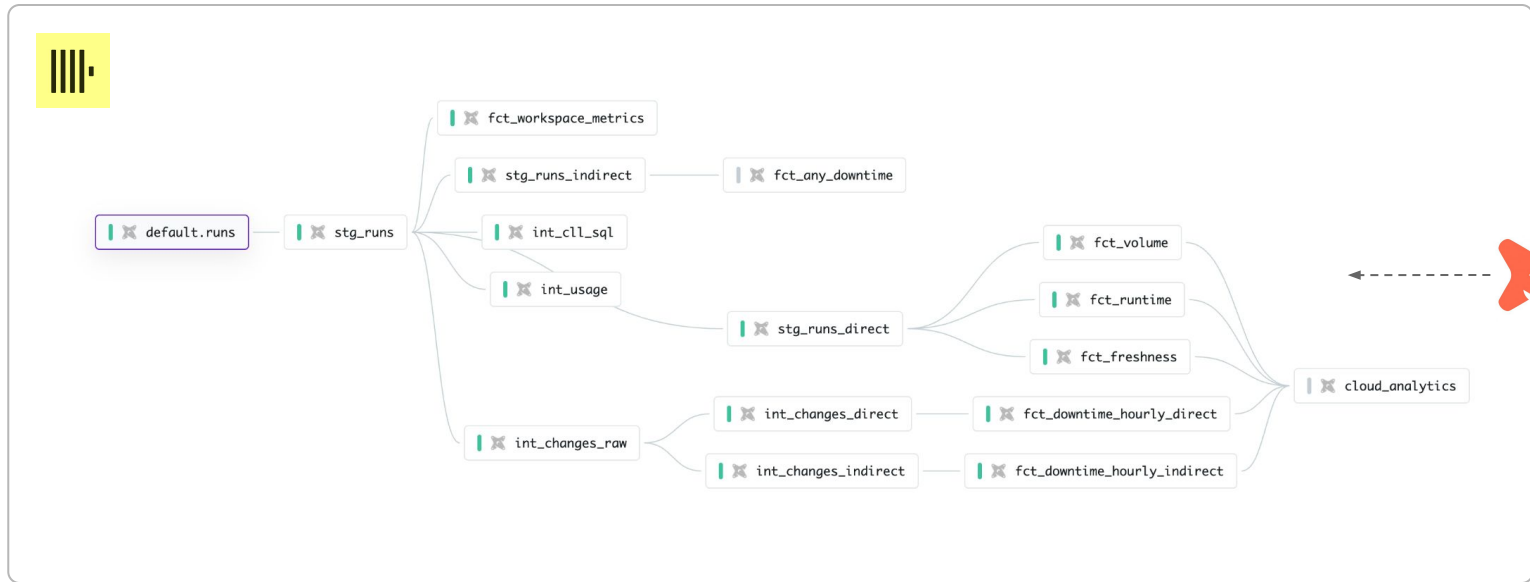 fct_workspace_metrics
stg_runs_indirect
fct_any_downtime
default.runs
stg_runs
int_cll_sql
fct_volume
int_usage
fct_runtime
stg_runs_direct
fct_freshness
cloud_analytics
int_changes_direct
fct_downtime_hourly_direct
int_changes_raw
int_changes_indirect
fct_downtime_hourly_indirect